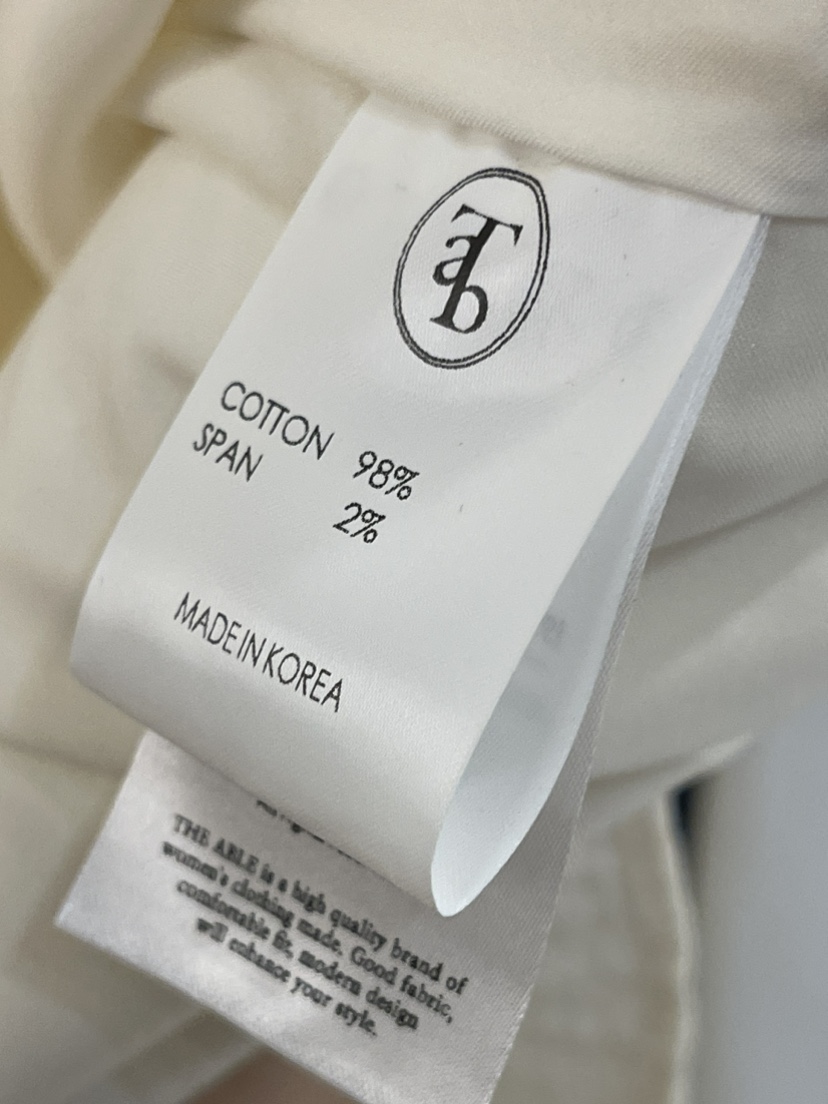 Tab
COTTON 98%
SPAN 2%
MADE IN KOREA
THE ABLE is a high quality brand of
women's clothing made. Good fabric,
comfortable fit, modern design
will enhance your style.